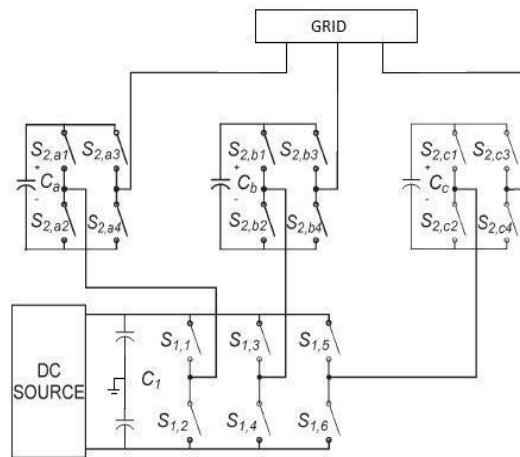 GRID
S2,a1 S2,a3
+
Ca
-
S2,a2 S2,a4
S2,b1 S2,b3
+
Cb
-
S2,b2 S2,b4
S2,c1 S2,c3
+
Cc
-
S2,c2 S2,c4
DC
SOURCE
C1
S1,1 S1,3 S1,5
S1,2 S1,4 S1,6